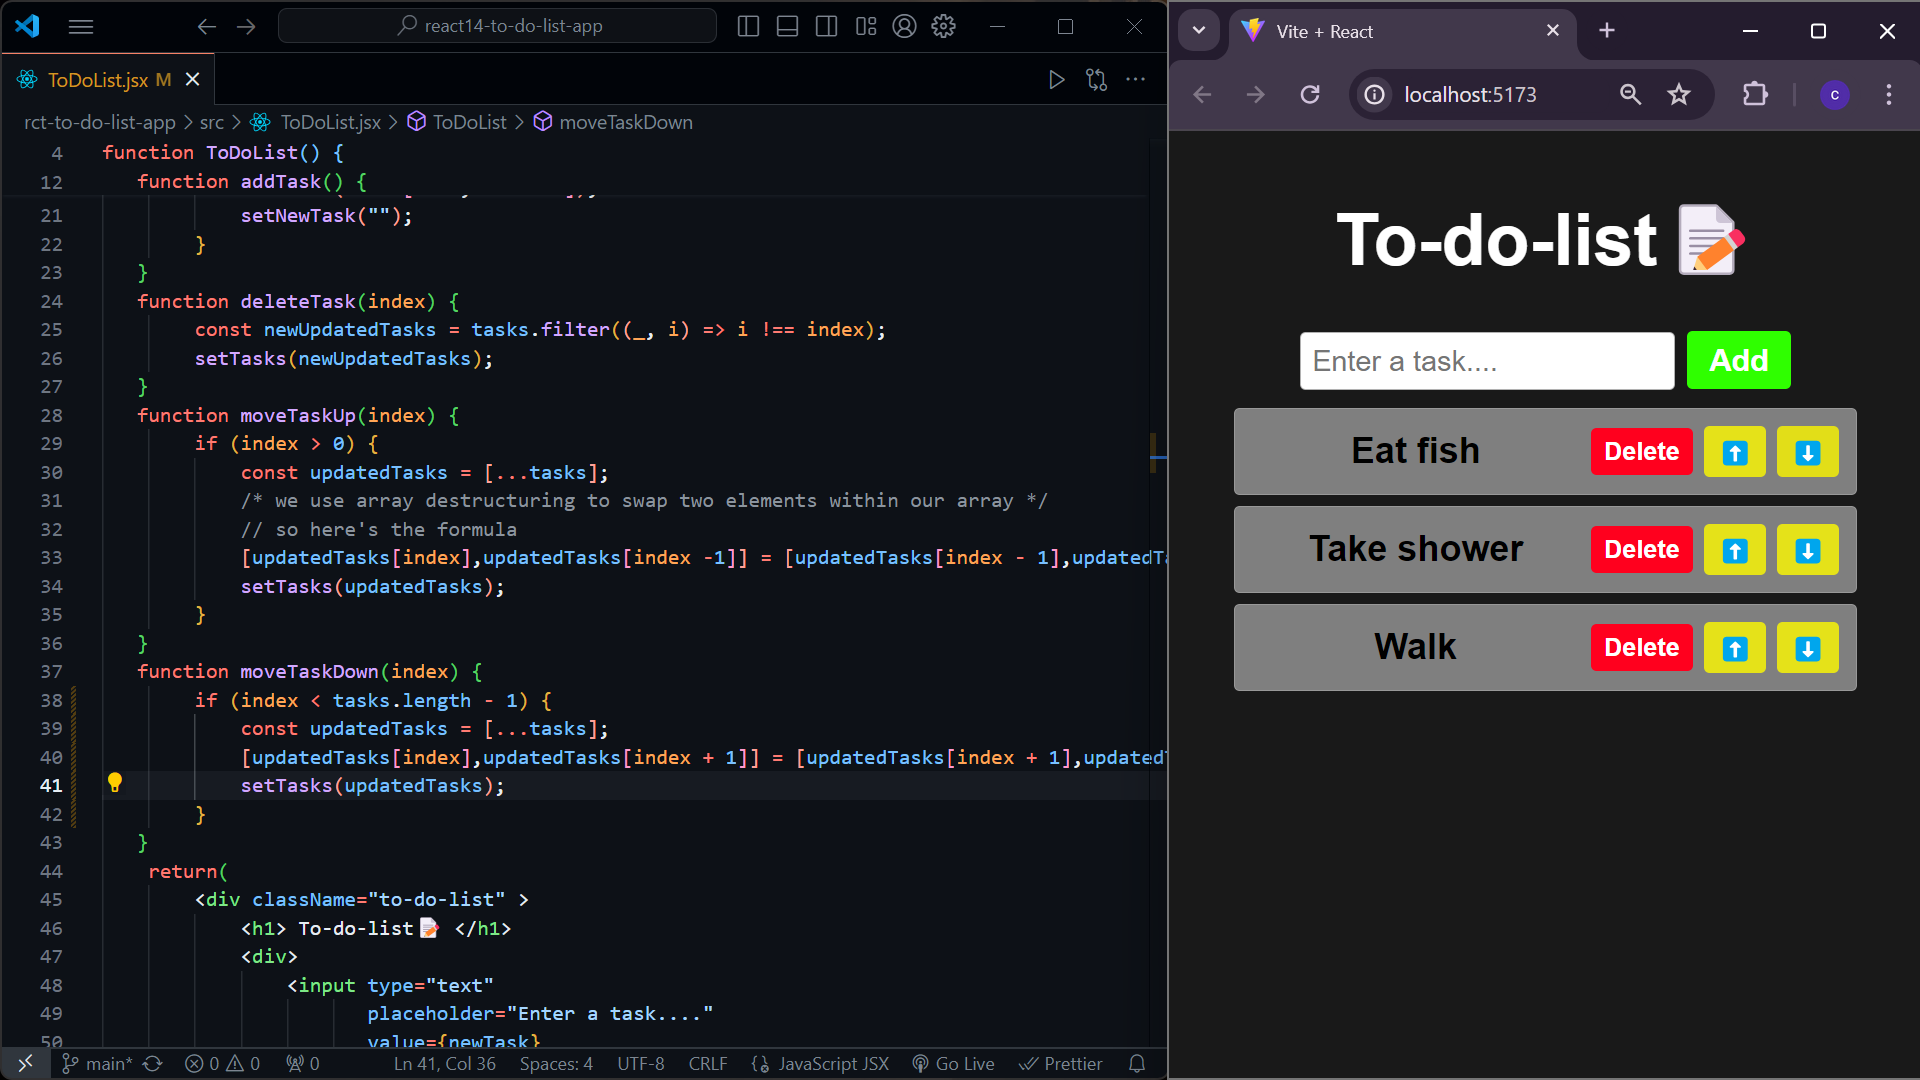 react14-to-do-list-app
ToDoList.jsx M
rct-to-do-list-app > src > ToDoList.jsx > ToDoList > moveTaskDown
4 function ToDoList() {
12 function addTask() {
21 setNewTask("");
22 }
23 }
24 function deleteTask(index) {
25 const newUpdatedTasks = tasks.filter((_, i) => i !== index);
26 setTasks(newUpdatedTasks);
27 }
28 function moveTaskUp(index) {
29 if (index > 0) {
30 const updatedTasks = [...tasks];
31 /* we use array destructuring to swap two elements within our array */
32 // so here's the formula
33 [updatedTasks[index],updatedTasks[index -1]] = [updatedTasks[index - 1],updatedTa
34 setTasks(updatedTasks);
35 }
36 }
37 function moveTaskDown(index) {
38 if (index < tasks.length - 1) {
39 const updatedTasks = [...tasks];
40 [updatedTasks[index],updatedTasks[index + 1]] = [updatedTasks[index + 1],updatedT
41 setTasks(updatedTasks);
42 }
43 }
44 return(
45 <div className="to-do-list" >
46 <h1> To-do-list📝 </h1>
47 <div>
48 <input type="text"
49 placeholder="Enter a task...."
50 value={newTask}
main* 0 0 0 Ln 41, Col 36 Spaces: 4 UTF-8 CRLF JavaScript JSX Go Live Prettier
Vite + React
localhost:5173
c
To-do-list 📝
Enter a task.... Add
Eat fish Delete ⬆️ ⬇️
Take shower Delete ⬆️ ⬇️
Walk Delete ⬆️ ⬇️